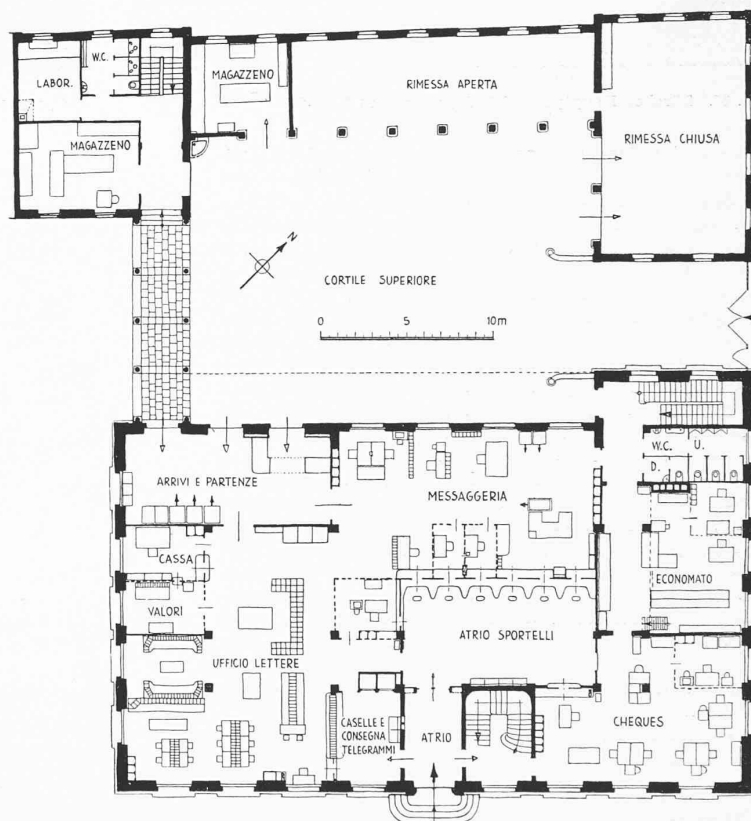 W.C.
LABOR.
MAGAZZENO
RIMESSA APERTA
RIMESSA CHIUSA
MAGAZZENO
N
CORTILE SUPERIORE
0 5 10m
W.C. U.
D.
ARRIVI E PARTENZE
MESSAGGERIA
CASSA
ECONOMATO
VALORI
ATRIO SPORTELLI
UFFICIO LETTERE
CASELLE E
CONSEGNA
TELEGRAMMI
ATRIO
CHEQUES